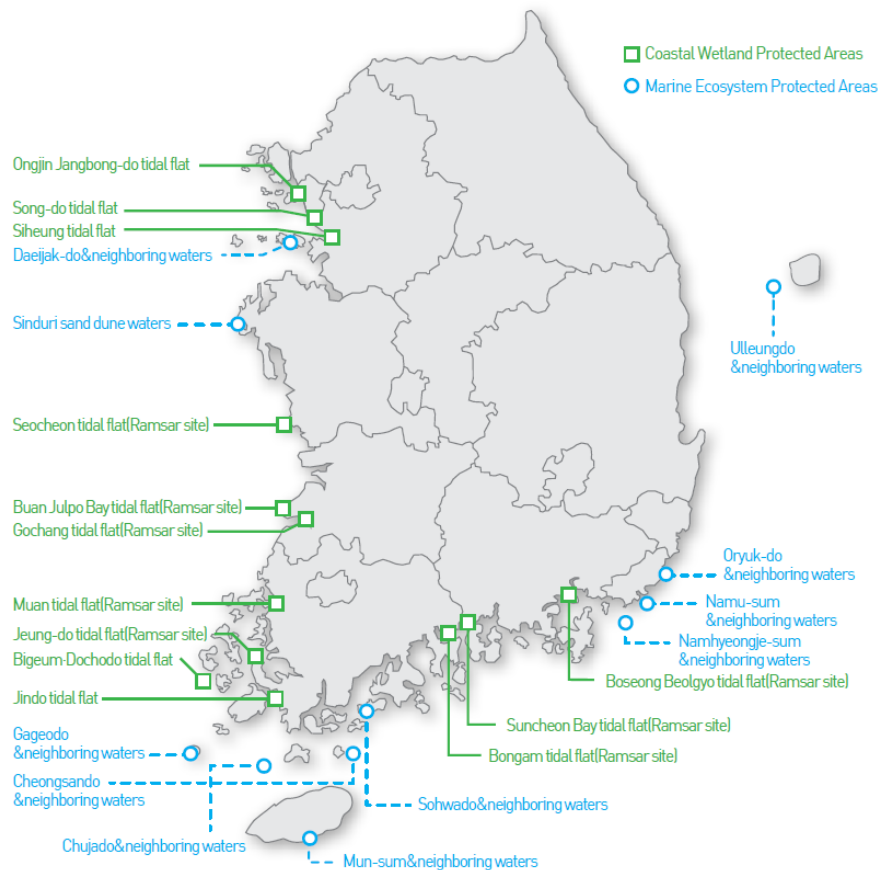 Coastal Wetland Protected Areas
Marine Ecosystem Protected Areas
Ongjin Jangbong-do tidal flat
Song-do tidal flat
Siheung tidal flat
Daeijak-do&neighboring waters
Sinduri sand dune waters
Ulleungdo
&neighboring waters
Seocheon tidal flat(Ramsar site)
Buan Julpo Bay tidal flat(Ramsar site)
Gochang tidal flat(Ramsar site)
Oryuk-do
&neighboring waters
Muan tidal flat(Ramsar site)
Namu-sum
&neighboring waters
Jeung-do tidal flat(Ramsar site)
Namhyeongje-sum
&neighboring waters
Bigeum·Dochodo tidal flat
Boseong Beolgyo tidal flat(Ramsar site)
Jindo tidal flat
Suncheon Bay tidal flat(Ramsar site)
Gageodo
&neighboring waters
Bongam tidal flat(Ramsar site)
Cheongsando
&neighboring waters
Sohwado&neighboring waters
Chujado&neighboring waters
Mun-sum&neighboring waters